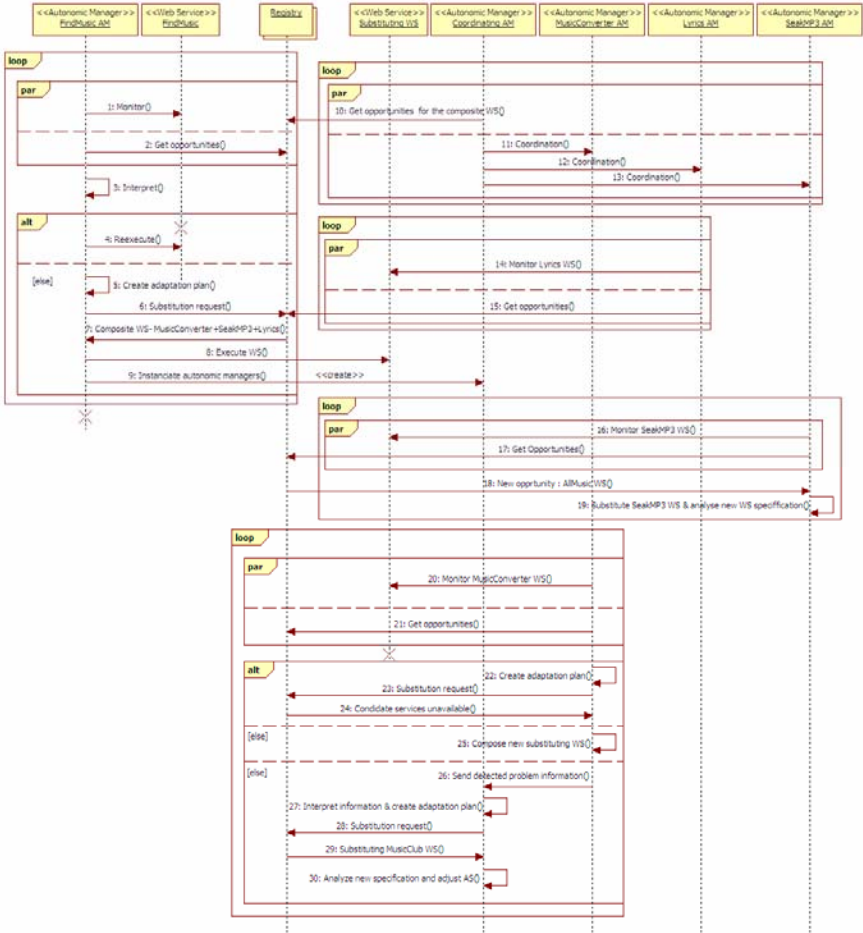 <<Autonomic Manager>>
FindMusic AM
<<Web Service>>
FindMusic
Registry
<<Web Service>>
Substituting WS
<<Autonomic Manager>>
Coordinating AM
<<Autonomic Manager>>
MusicConverter AM
<<Autonomic Manager>>
Lyrics AM
<<Autonomic Manager>>
SeakMP3 AM
loop
par
1: Monitor()
2: Get opportunities()
3: Interpret()
alt
4: Reexecute()
[else]
5: Create adaptation plan()
6: Substitution request()
7: Composite WS- MusicConverter+SeakMP3+Lyrics()
8: Execute WS()
9: Instanciate autonomic managers()
<<create>>
loop
par
10: Get opportunities for the composite WS()
11: Coordination()
12: Coordination()
13: Coordination()
loop
par
14: Monitor Lyrics WS()
15: Get opportunities()
loop
par
16: Monitor SeakMP3 WS()
17: Get Opportunities()
18: New opprtunity : AllMusic WS()
19: Substitute SeakMP3 WS & analyse new WS speciffication()
loop
par
20: Monitor MusicConverter WS()
21: Get opportunities()
alt
22: Create adaptation plan()
23: Substitution request()
24: Candidate services unavailable()
[else]
25: Compose new substituting WS()
[else]
26: Send detected problem information()
27: Interpret information & create adaptation plan()
28: Substitution request()
29: Substituting MusicClub WS()
30: Analyze new specification and adjust AS()